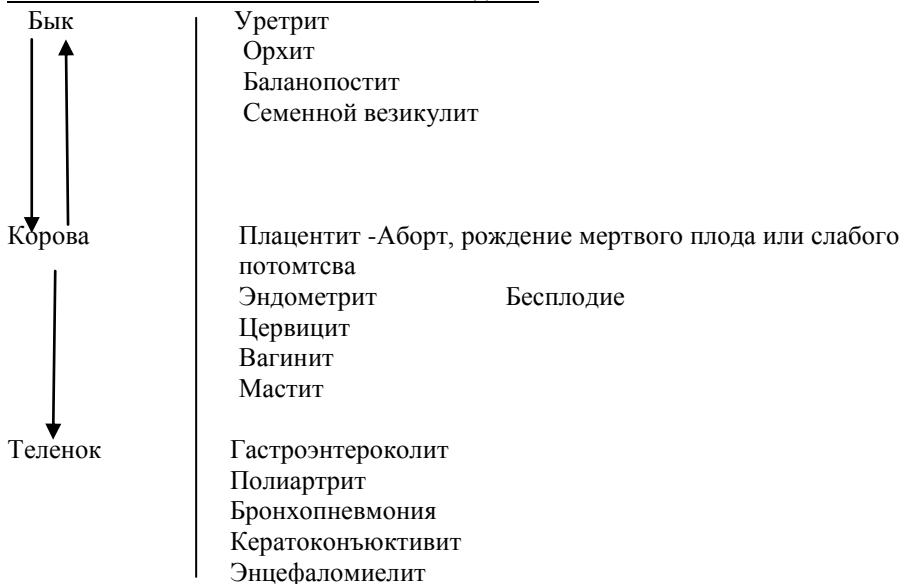 Бык Уретрит
Орхит
Баланопостит
Семенной везикулит
Корова Плацентит -Аборт, рождение мертвого плода или слабого
потомтсва
Эндометрит Бесплодие
Цервицит
Вагинит
Мастит
Теленок Гастроэнтероколит
Полиартрит
Бронхопневмония
Кератоконъюктивит
Энцефаломиелит